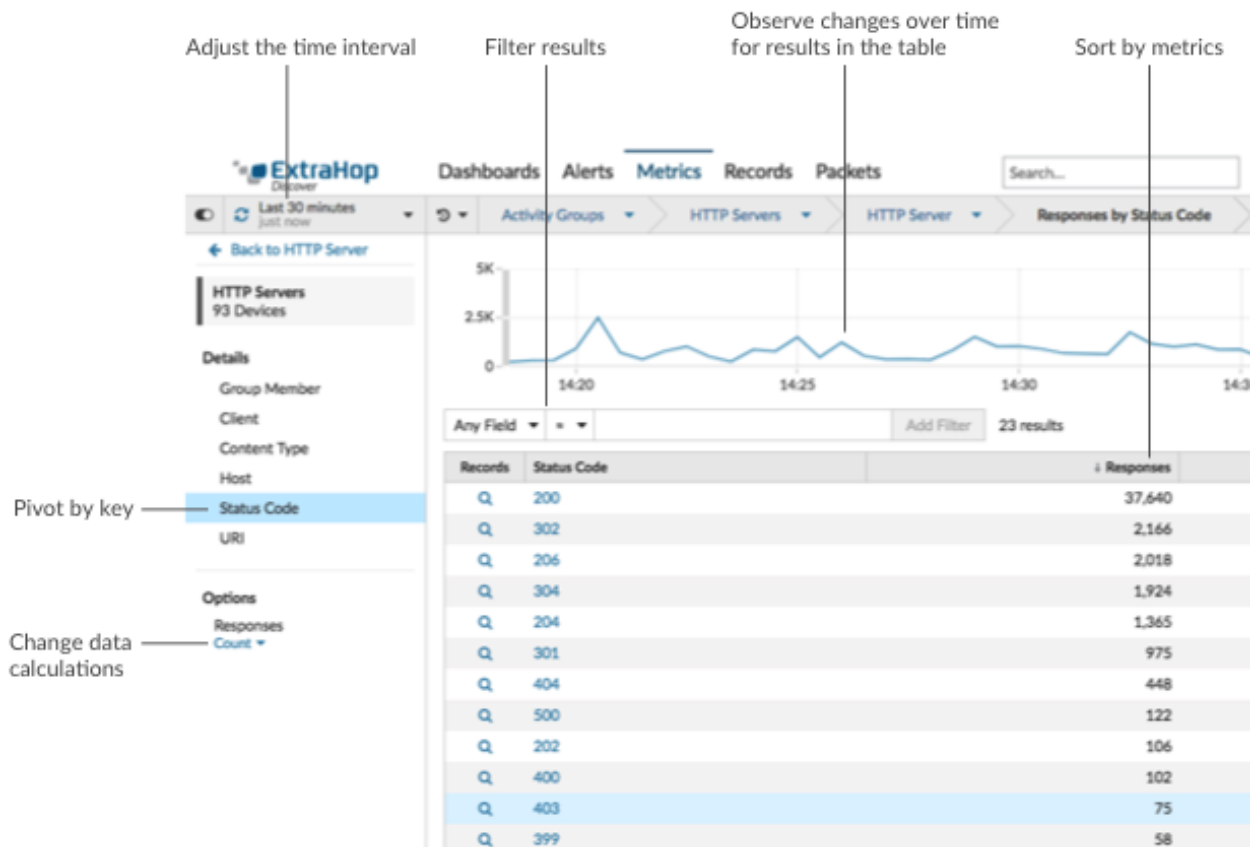 Observe changes over time
Adjust the time interval Filter results for results in the table Sort by metrics
ExtraHop
Discover
Dashboards Alerts Metrics Records Packets Search...
Last 30 minutes
just now
Activity Groups HTTP Servers HTTP Server Responses by Status Code
Back to HTTP Server
HTTP Servers
93 Devices
Details
Group Member
Client
Content Type
Host
Pivot by key Status Code
URI
Options
Responses
Change data Count
calculations
5K
2.5K
0
14:20 14:25 14:30 14:3
Any Field = Add Filter 23 results
Records Status Code ↓ Responses
200 37,640
302 2,166
206 2,018
304 1,924
204 1,365
301 975
404 448
500 122
202 106
400 102
403 75
399 58